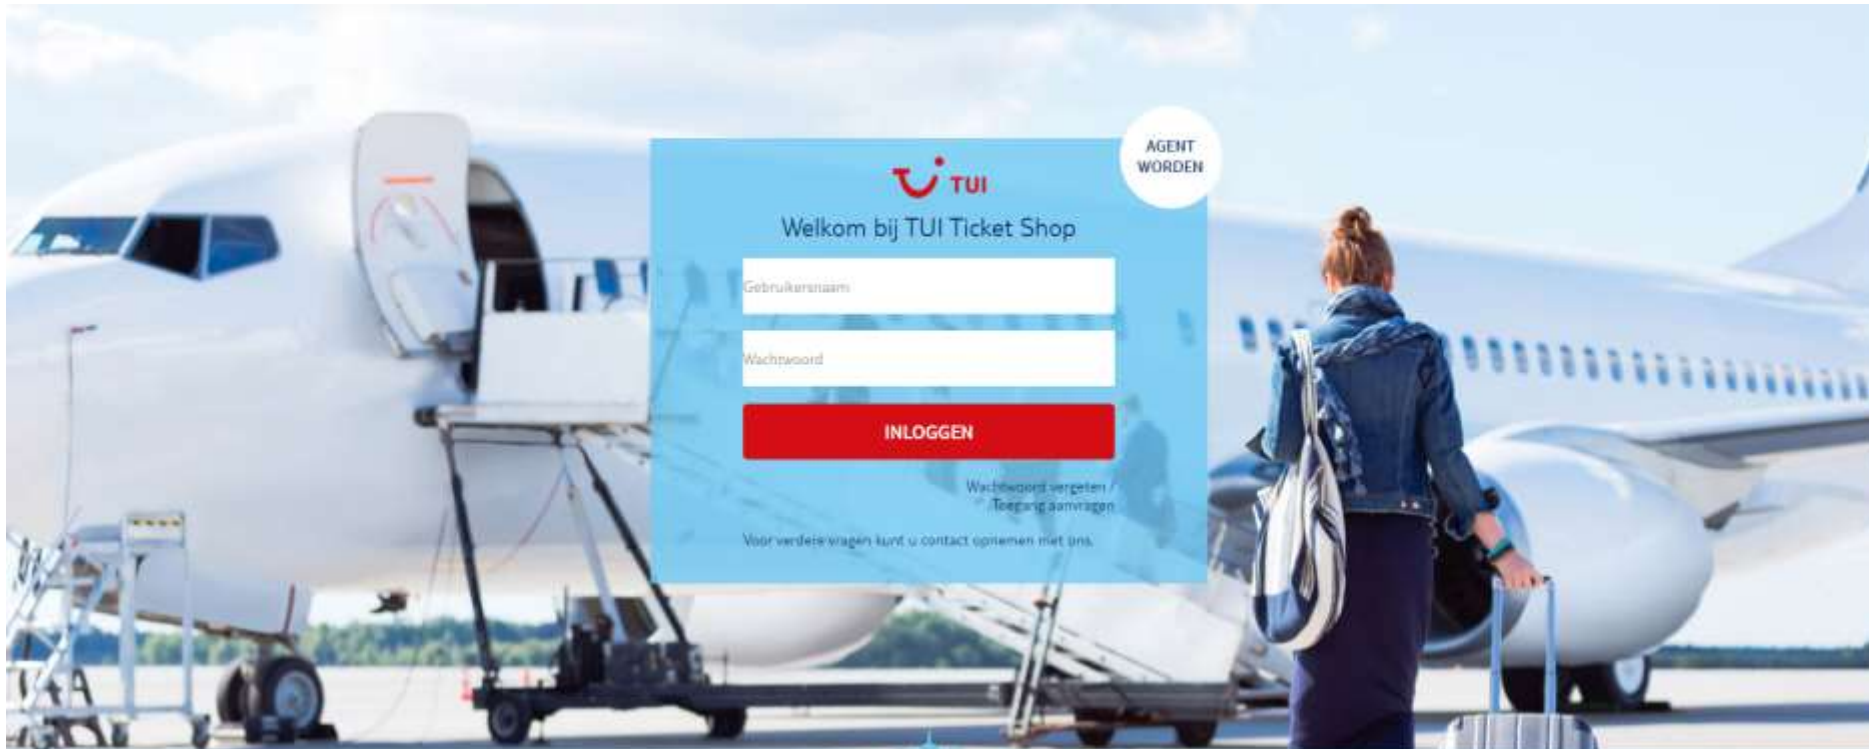 AGENT
WORDEN
TUI
Welkom bij TUI Ticket Shop
Gebruikersnaam
Wachtwoord
INLOGGEN
Wachtwoord vergeten /
Toegang aanvragen
Voor verdere vragen kunt u contact opnemen met ons.